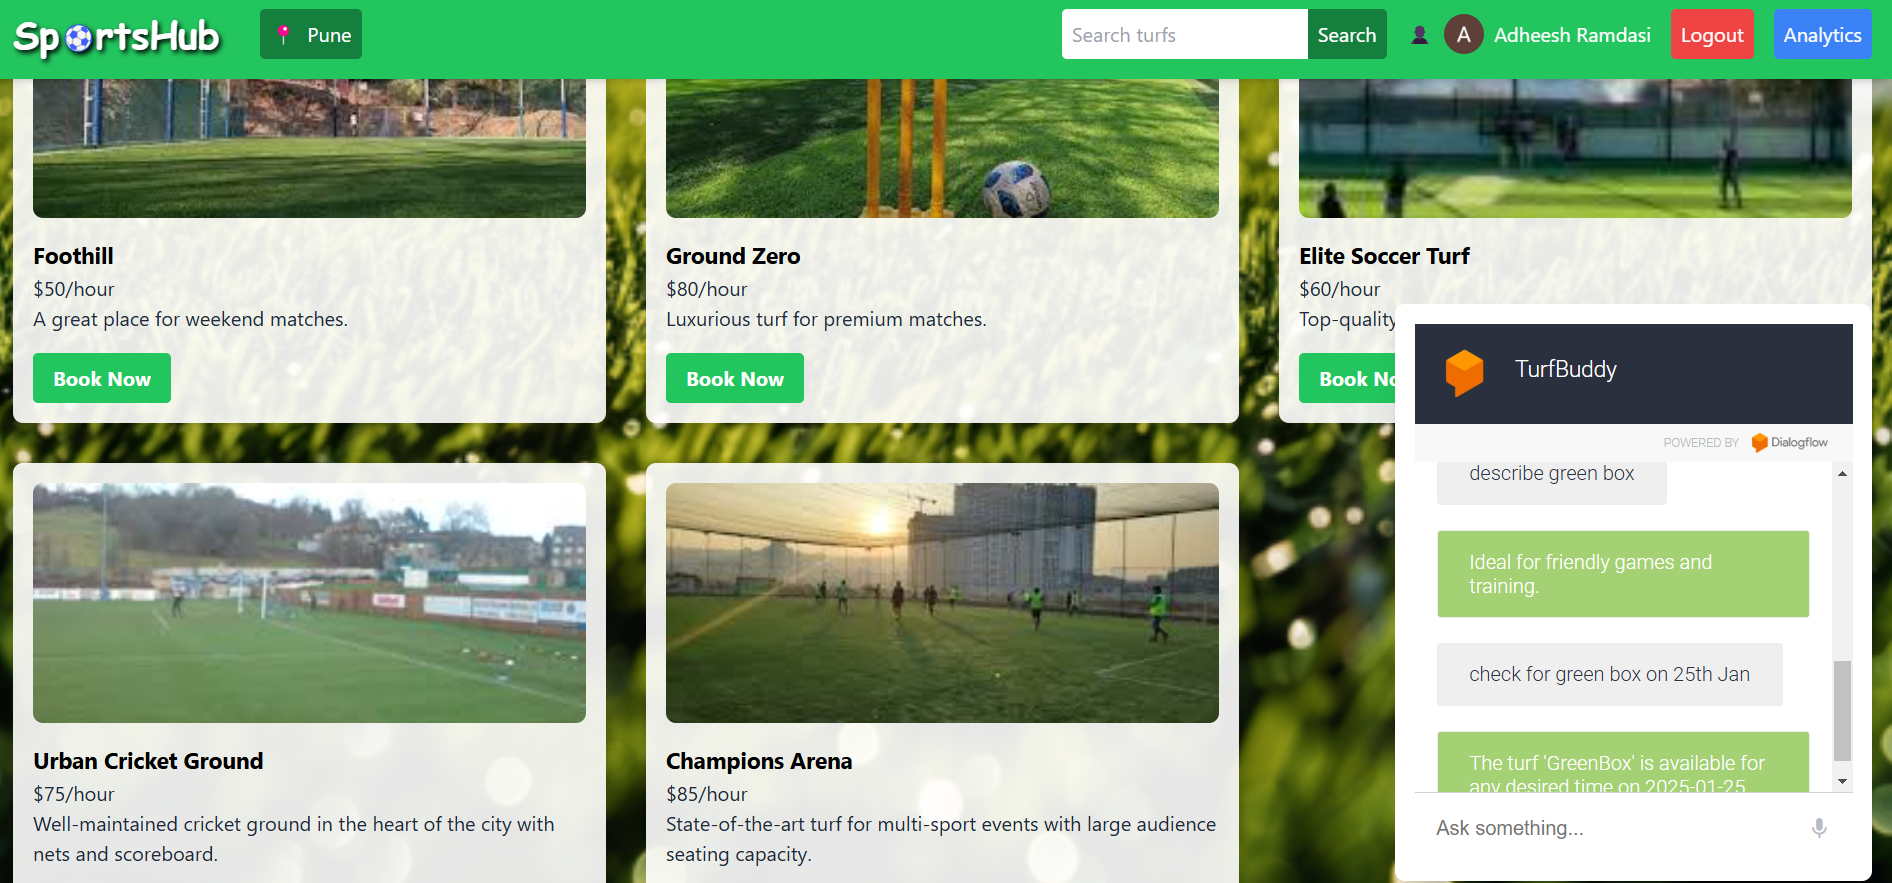 SportsHub
Pune
Search turfs
Search
A
Adheesh Ramdasi
Logout
Analytics
Foothill
$50/hour
A great place for weekend matches.
Book Now
Ground Zero
$80/hour
Luxurious turf for premium matches.
Book Now
Elite Soccer Turf
$60/hour
Top-quality
Book No
Urban Cricket Ground
$75/hour
Well-maintained cricket ground in the heart of the city with
nets and scoreboard.
Champions Arena
$85/hour
State-of-the-art turf for multi-sport events with large audience
seating capacity.
TurfBuddy
POWERED BY Dialogflow
describe green box
Ideal for friendly games and
training.
check for green box on 25th Jan
The turf 'GreenBox' is available for
any desired time on 2025-01-25
Ask something...